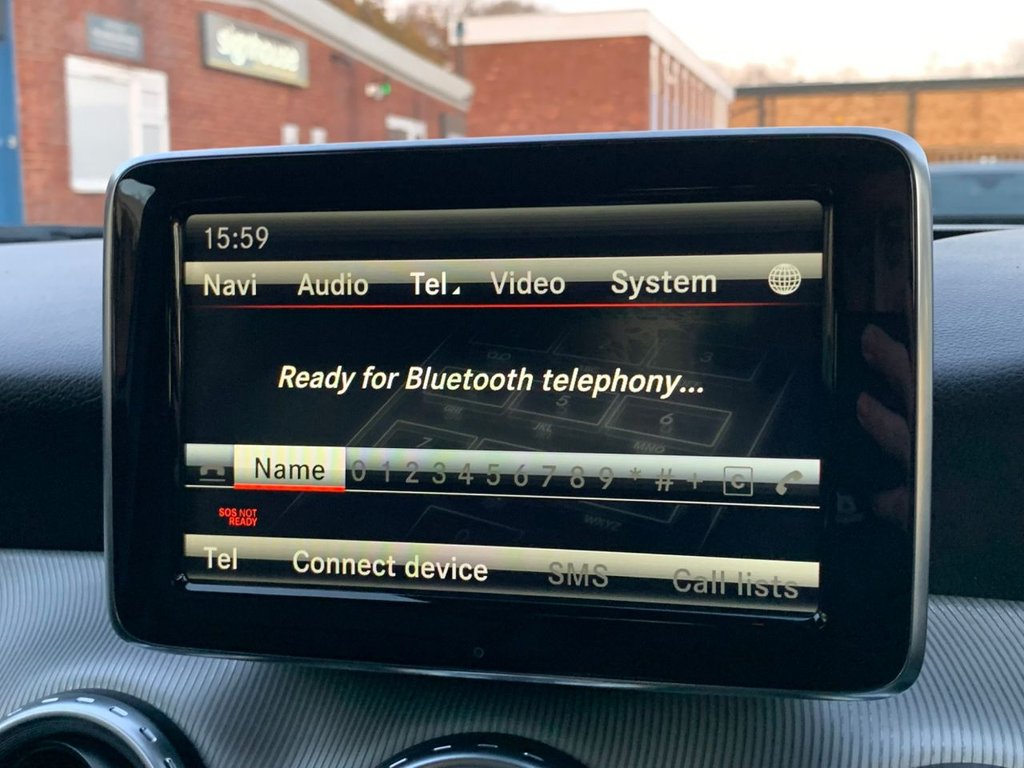 signhouse
15:59
Navi Audio Tel Video System
Ready for Bluetooth telephony...
Name 0 1 2 3 4 5 6 7 8 9 * # + C
SOS NOT
READY
Tel Connect device SMS Call lists